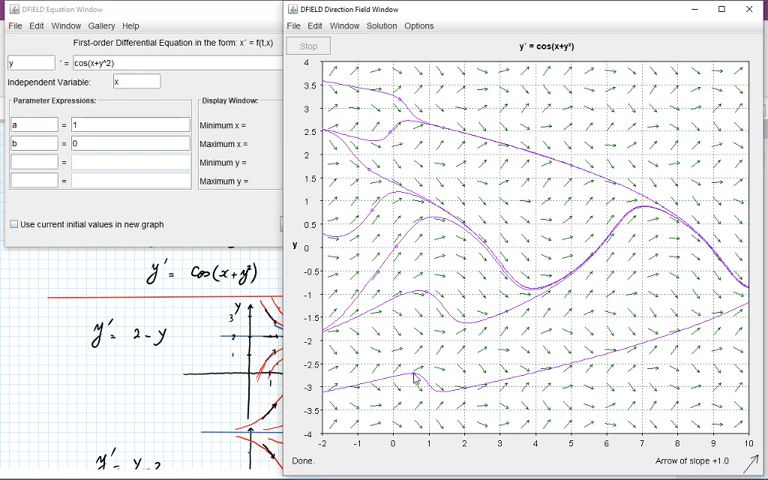 DFIELD Equation Window
File Edit Window Gallery Help
First-order Differential Equation in the form: x´ = f(t,x)
y ´ = cos(x+y^2)
Independent Variable: x
Parameter Expressions:
Display Window:
a = 1
Minimum x =
b = 0
Maximum x =
=
Minimum y =
=
Maximum y =
Use current initial values in new graph
y' = cos(x+y²)
y' = 2 - y
y
3
2
1
1
DFIELD Direction Field Window
File Edit Window Solution Options
Stop
y´ = cos(x+y²)
4
3.5
3
2.5
2
1.5
1
0.5
y 0
-0.5
-1
-1.5
-2
-2.5
-3
-3.5
-4
-2 -1 0 1 2 3 4 5 6 7 8 9 10
x
Done.
Arrow of slope +1.0